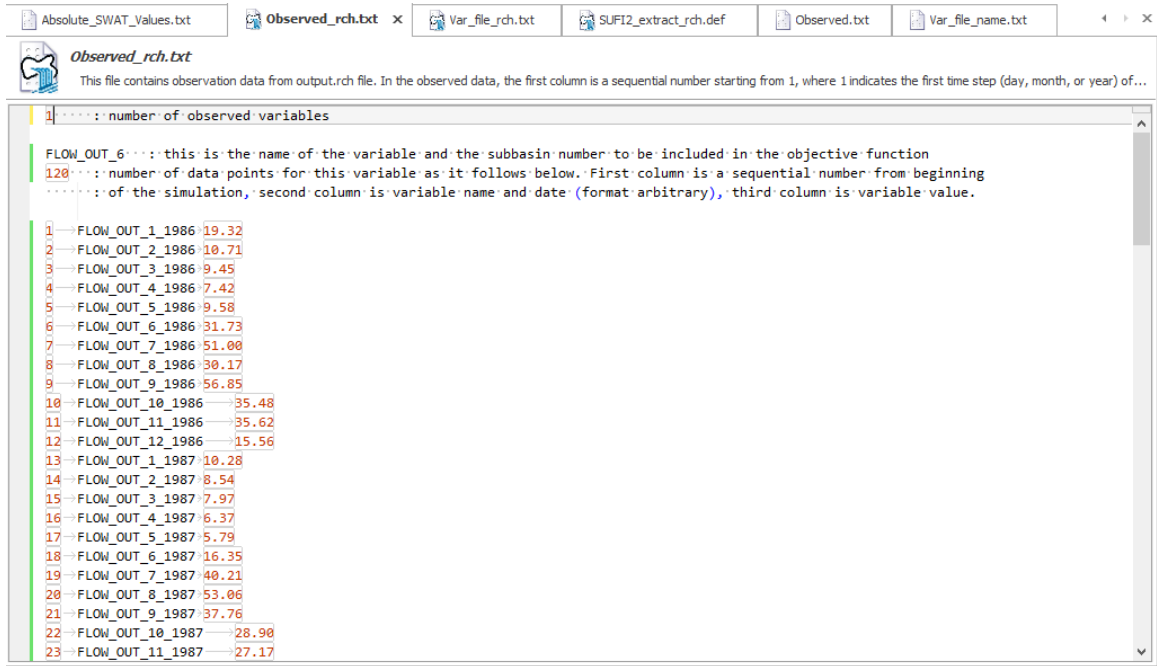 Absolute_SWAT_Values.txt
Observed_rch.txt x
Var_file_rch.txt
SUFI2_extract_rch.def
Observed.txt
Var_file_name.txt
Observed_rch.txt
This file contains observation data from output.rch file. In the observed data, the first column is a sequential number starting from 1, where 1 indicates the first time step (day, month, or year) of...
1 : number of observed variables
FLOW_OUT_6 : this is the name of the variable and the subbasin number to be included in the objective function
120 : number of data points for this variable as it follows below. First column is a sequential number from beginning
: of the simulation, second column is variable name and date (format arbitrary), third column is variable value.
1 FLOW_OUT_1_1986 19.32
2 FLOW_OUT_2_1986 10.71
3 FLOW_OUT_3_1986 9.45
4 FLOW_OUT_4_1986 7.42
5 FLOW_OUT_5_1986 9.58
6 FLOW_OUT_6_1986 31.73
7 FLOW_OUT_7_1986 51.00
8 FLOW_OUT_8_1986 30.17
9 FLOW_OUT_9_1986 56.85
10 FLOW_OUT_10_1986 35.48
11 FLOW_OUT_11_1986 35.62
12 FLOW_OUT_12_1986 15.56
13 FLOW_OUT_1_1987 10.28
14 FLOW_OUT_2_1987 8.54
15 FLOW_OUT_3_1987 7.97
16 FLOW_OUT_4_1987 6.37
17 FLOW_OUT_5_1987 5.79
18 FLOW_OUT_6_1987 16.35
19 FLOW_OUT_7_1987 40.21
20 FLOW_OUT_8_1987 53.06
21 FLOW_OUT_9_1987 37.76
22 FLOW_OUT_10_1987 28.90
23 FLOW_OUT_11_1987 27.17